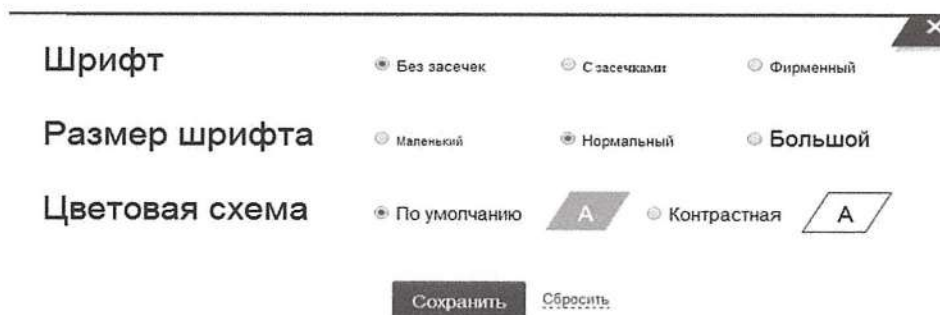 Шрифт Без засечек С засечками Фирменный
Размер шрифта Маленький Нормальный Большой
Цветовая схема По умолчанию A Контрастная A
Сохранить Сбросить